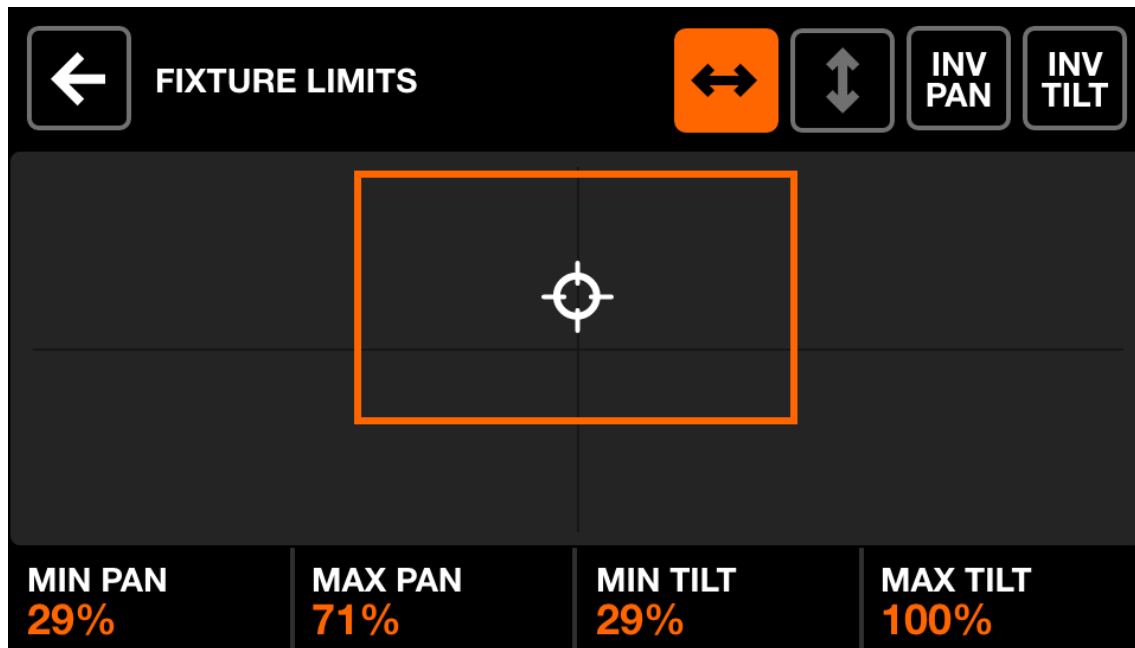 FIXTURE LIMITS
INV
PAN
INV
TILT
MIN PAN
29%
MAX PAN
71%
MIN TILT
29%
MAX TILT
100%